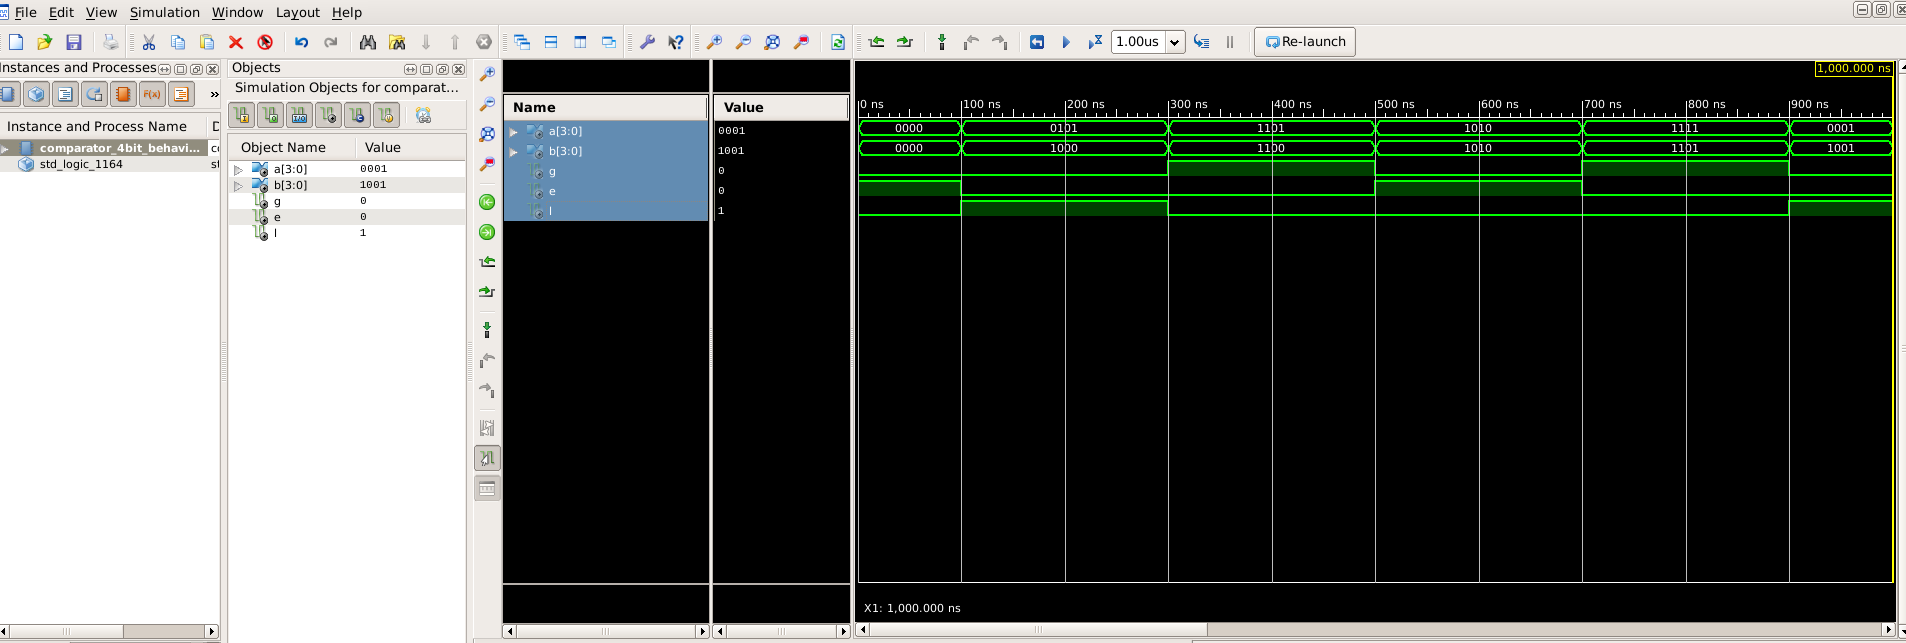 File Edit View Simulation Window Layout Help
1.00us Re-launch
Instances and Processes
Objects
Simulation Objects for comparat...
F(x) »
Instance and Process Name
comparator_4bit_behavi...
std_logic_1164
Object Name Value
a[3:0] 0001
b[3:0] 1001
g 0
e 0
l 1
Name Value
a[3:0] 0001
b[3:0] 1001
g 0
e 0
l 1
1,000.000 ns
0 ns 100 ns 200 ns 300 ns 400 ns 500 ns 600 ns 700 ns 800 ns 900 ns
0000 0101 1101 1010 1111 0001
0000 1000 1100 1010 1101 1001
X1: 1,000.000 ns